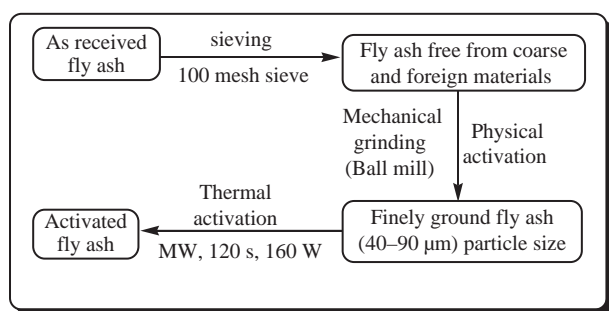 As received
fly ash
sieving
100 mesh sieve
Fly ash free from coarse
and foreign materials
Mechanical
grinding
(Ball mill)
Physical
activation
Finely ground fly ash
(40–90 µm) particle size
Thermal
activation
MW, 120 s, 160 W
Activated
fly ash